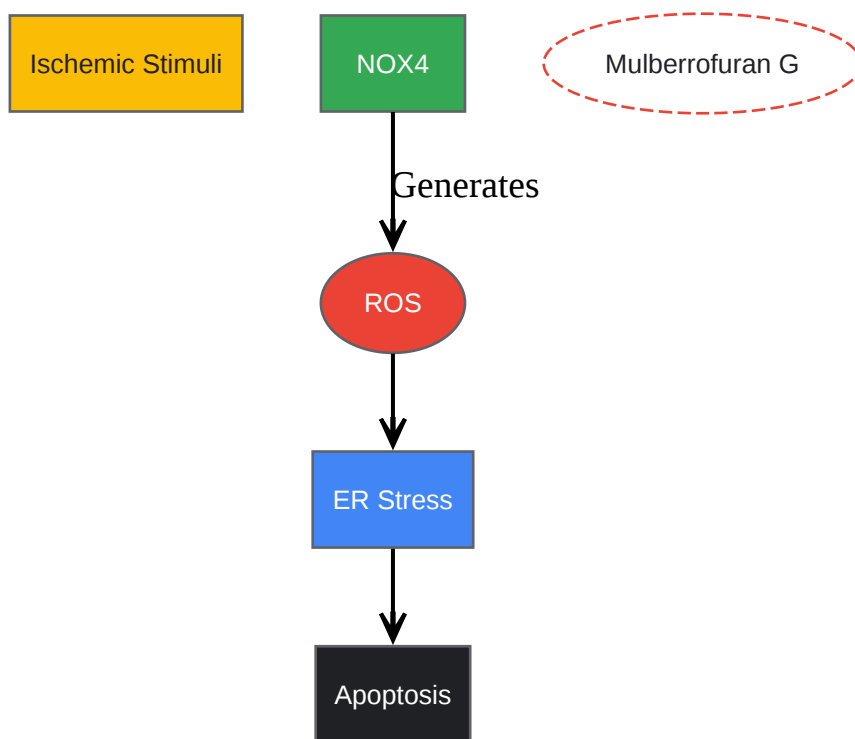 Ischemic Stimuli
NOX4
Mulberrofuran G
Generates
ROS
ER Stress
Apoptosis